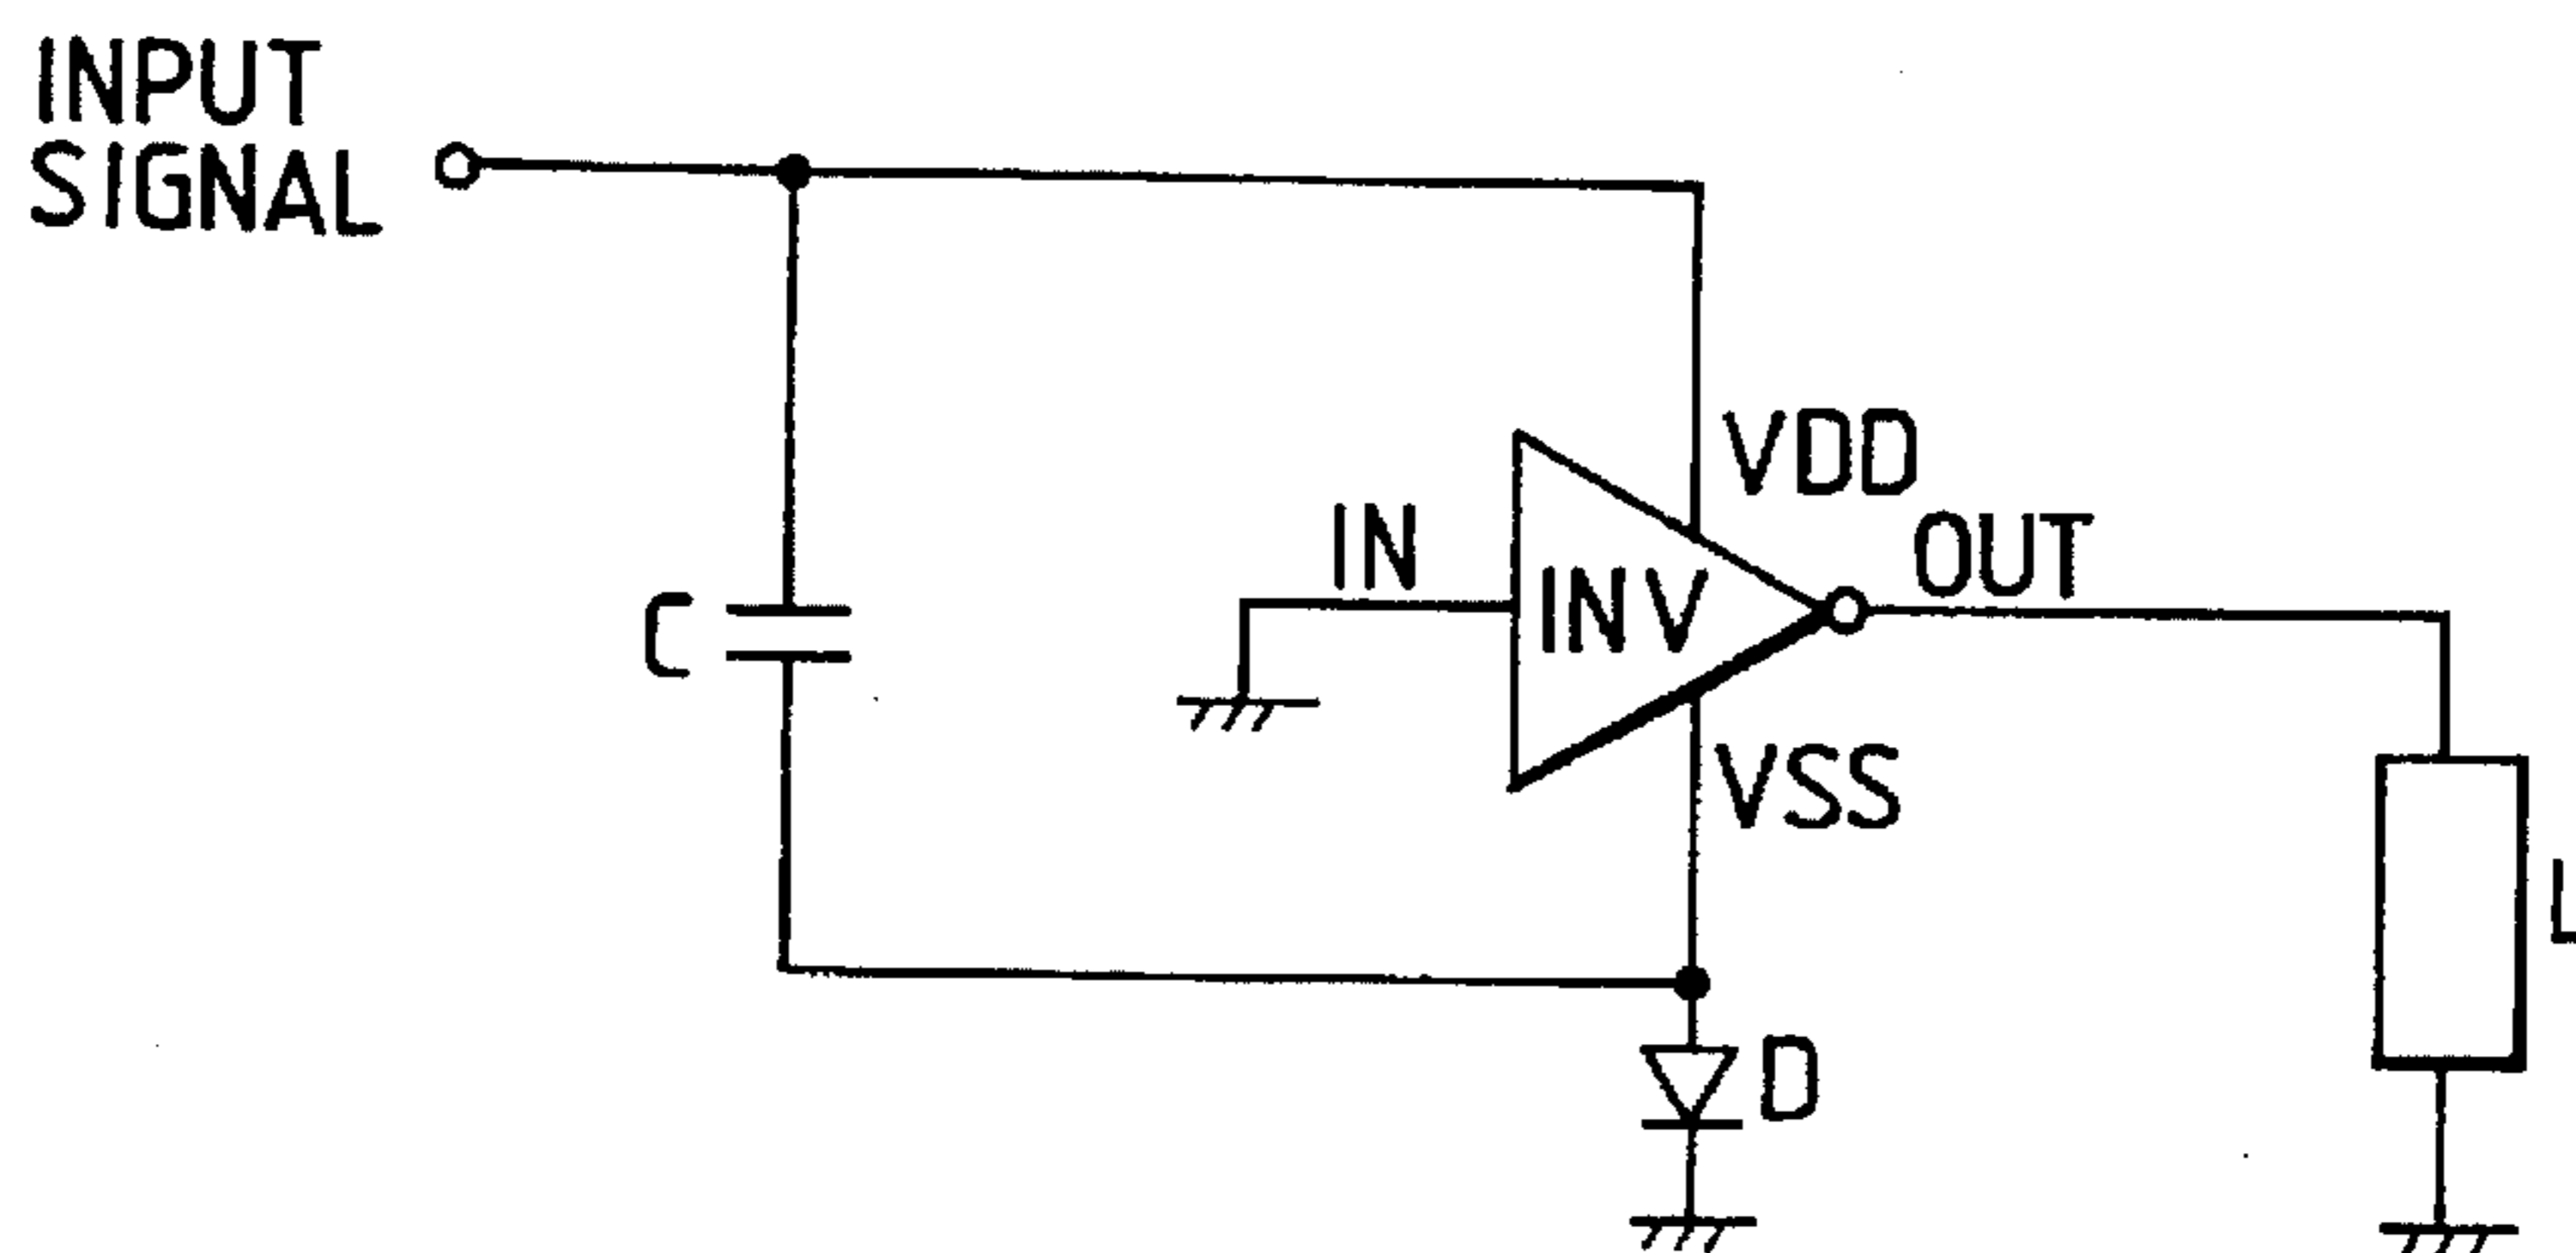 INPUT
SIGNAL
VDD
IN
OUT
INV
C
VSS
L
D